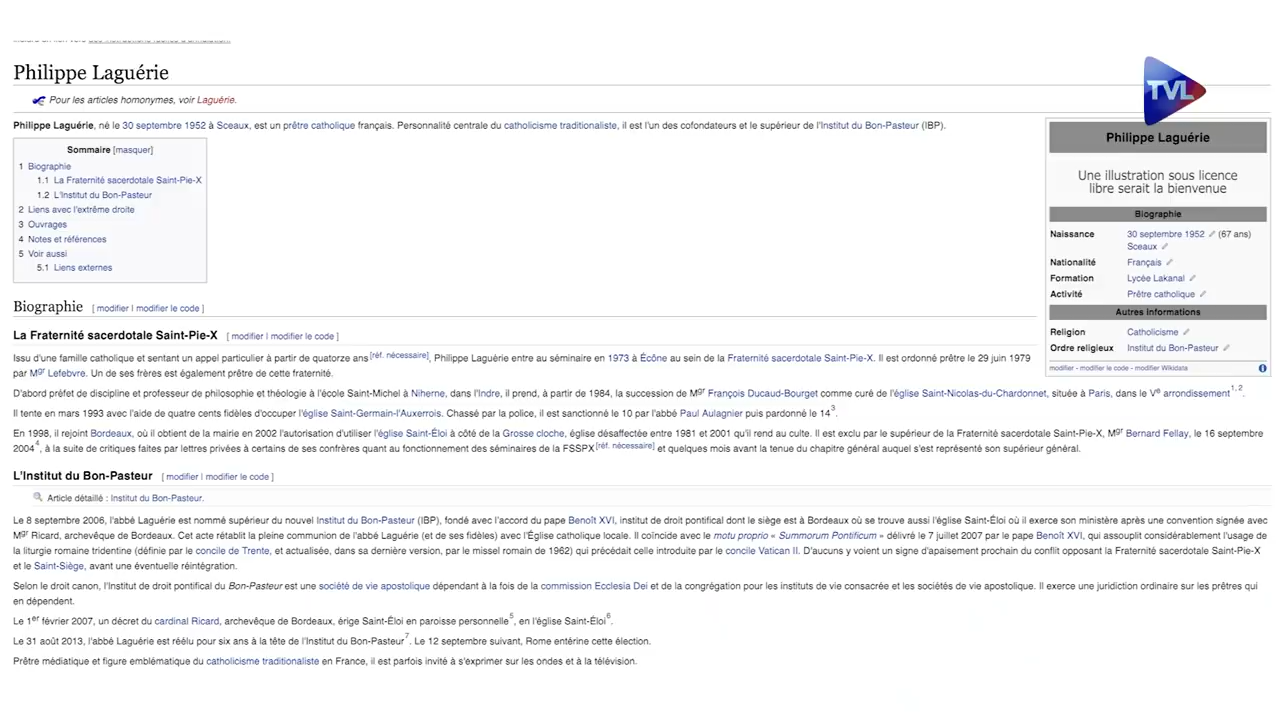 Philippe Laguérie
TVL
Pour les articles homonymes, voir Laguérie.
Philippe Laguérie, né le 30 septembre 1952 à Sceaux, est un prêtre catholique français. Personnalité centrale du catholicisme traditionaliste, il est l'un des cofondateurs et le supérieur de l'Institut du Bon-Pasteur (IBP).
Sommaire [masquer]
1 Biographie
1.1 La Fraternité sacerdotale Saint-Pie-X
1.2 L'Institut du Bon-Pasteur
2 Liens avec l'extrême droite
3 Ouvrages
4 Notes et références
5 Voir aussi
5.1 Liens externes
Philippe Laguérie
Une illustration sous licence
libre serait la bienvenue
Biographie
Naissance 30 septembre 1952 (67 ans)
Sceaux
Nationalité Français
Formation Lycée Lakanal
Activité Prêtre catholique
Autres informations
Religion Catholicisme
Ordre religieux Institut du Bon-Pasteur
modifier - modifier le code - modifier Wikidata
Biographie [ modifier | modifier le code ]
La Fraternité sacerdotale Saint-Pie-X [ modifier | modifier le code ]
Issu d'une famille catholique et sentant un appel particulier à partir de quatorze ans[réf. nécessaire], Philippe Laguérie entre au séminaire en 1973 à Écône au sein de la Fraternité sacerdotale Saint-Pie-X. Il est ordonné prêtre le 29 juin 1979
par Mgr Lefebvre. Un de ses frères est également prêtre de cette fraternité.
D'abord préfet de discipline et professeur de philosophie et théologie à l'école Saint-Michel à Niherne, dans l'Indre, il prend, à partir de 1984, la succession de Mgr François Ducaud-Bourget comme curé de l'église Saint-Nicolas-du-Chardonnet, située à Paris, dans le Ve arrondissement1, 2.
Il tente en mars 1993 avec l'aide de quatre cents fidèles d'occuper l'église Saint-Germain-l'Auxerrois. Chassé par la police, il est sanctionné le 10 par l'abbé Paul Aulagnier puis pardonné le 143.
En 1998, il rejoint Bordeaux, où il obtient de la mairie en 2002 l'autorisation d'utiliser l'église Saint-Éloi à côté de la Grosse cloche, église désaffectée entre 1981 et 2001 qu'il rend au culte. Il est exclu par le supérieur de la Fraternité sacerdotale Saint-Pie-X, Mgr Bernard Fellay, le 16 septembre
20044, à la suite de critiques faites par lettres privées à certains de ses confrères quant au fonctionnement des séminaires de la FSSPX[réf. nécessaire] et quelques mois avant la tenue du chapitre général auquel s'est représenté son supérieur général.
L'Institut du Bon-Pasteur [ modifier | modifier le code ]
Article détaillé : Institut du Bon-Pasteur.
Le 8 septembre 2006, l'abbé Laguérie est nommé supérieur du nouvel Institut du Bon-Pasteur (IBP), fondé avec l'accord du pape Benoît XVI, institut de droit pontifical dont le siège est à Bordeaux où se trouve aussi l'église Saint-Éloi où il exerce son ministère après une convention signée avec
Mgr Ricard, archevêque de Bordeaux. Cet acte rétablit la pleine communion de l'abbé Laguérie (et de ses fidèles) avec l'Église catholique locale. Il coïncide avec le motu proprio « Summorum Pontificum » délivré le 7 juillet 2007 par le pape Benoît XVI, qui assouplit considérablement l'usage de
la liturgie romaine tridentine (définie par le concile de Trente, et actualisée, dans sa dernière version, par le missel romain de 1962) qui précédait celle introduite par le concile Vatican II. D'aucuns y voient un signe d'apaisement prochain du conflit opposant la Fraternité sacerdotale Saint-Pie-X
et le Saint-Siège, avant une éventuelle réintégration.
Selon le droit canon, l'Institut de droit pontifical du Bon-Pasteur est une société de vie apostolique dépendant à la fois de la commission Ecclesia Dei et de la congrégation pour les instituts de vie consacrée et les sociétés de vie apostolique. Il exerce une juridiction ordinaire sur les prêtres qui
en dépendent.
Le 1er février 2007, un décret du cardinal Ricard, archevêque de Bordeaux, érige Saint-Éloi en paroisse personnelle5, en l'église Saint-Éloi6.
Le 31 août 2013, l'abbé Laguérie est réélu pour six ans à la tête de l'Institut du Bon-Pasteur7. Le 12 septembre suivant, Rome entérine cette élection.
Prêtre médiatique et figure emblématique du catholicisme traditionaliste en France, il est parfois invité à s'exprimer sur les ondes et à la télévision.